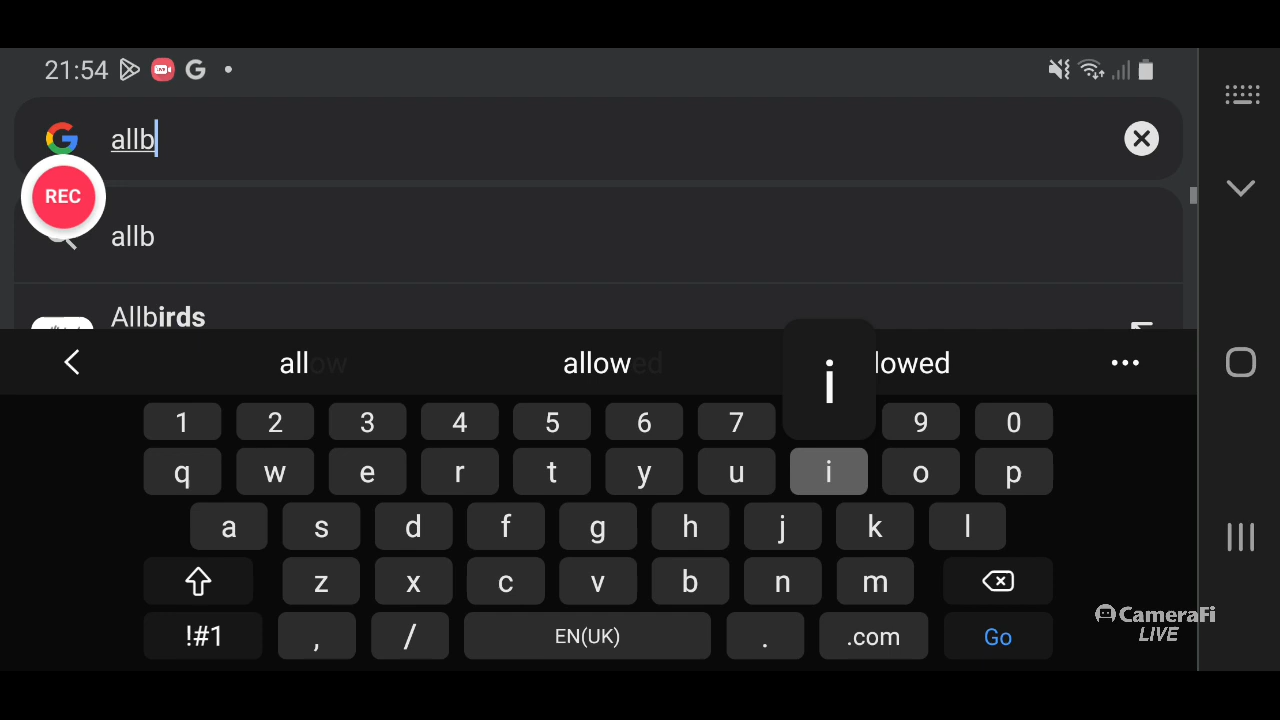 21:54
allb
REC
allb
Allbirds
allow
allowed
lowed
i
1 2 3 4 5 6 7 9 0
q w e r t y u i o p
a s d f g h j k l
z x c v b n m
!#1 , / EN(UK) . .com Go
CameraFi
LIVE